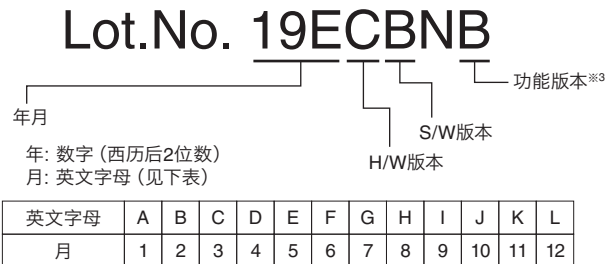 Lot.No. 19ECBNB
功能版本※3
年月
S/W版本
H/W版本
年: 数字（西历后2位数）
月: 英文字母（见下表）
英文字母 A B C D E F G H I J K L
月 1 2 3 4 5 6 7 8 9 10 11 12